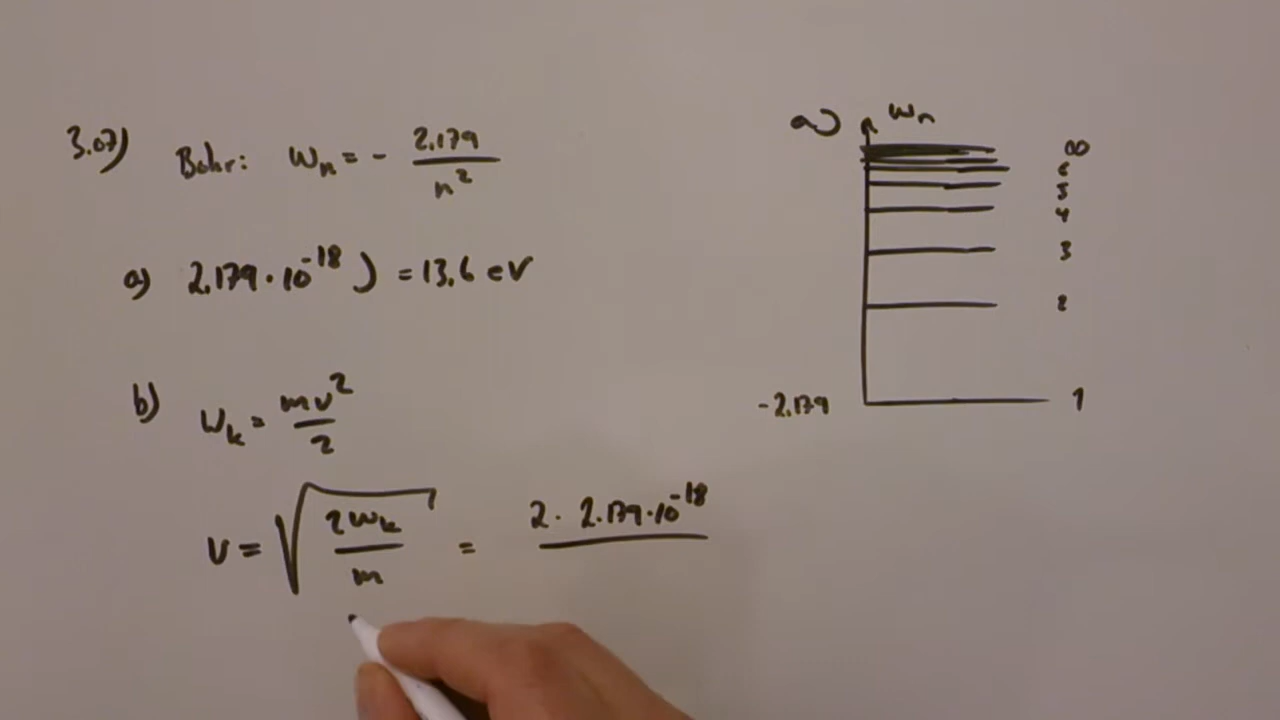 3.07)
Bohr: Wn = - 2.179 / n²
a) 2.179·10⁻¹⁸ J = 13.6 eV
b) Wk = mv² / 2
v = √(2Wk / m) = 2· 2.179·10⁻¹⁸
a) Wn
∞
6
5
4
3
2
-2.179 1